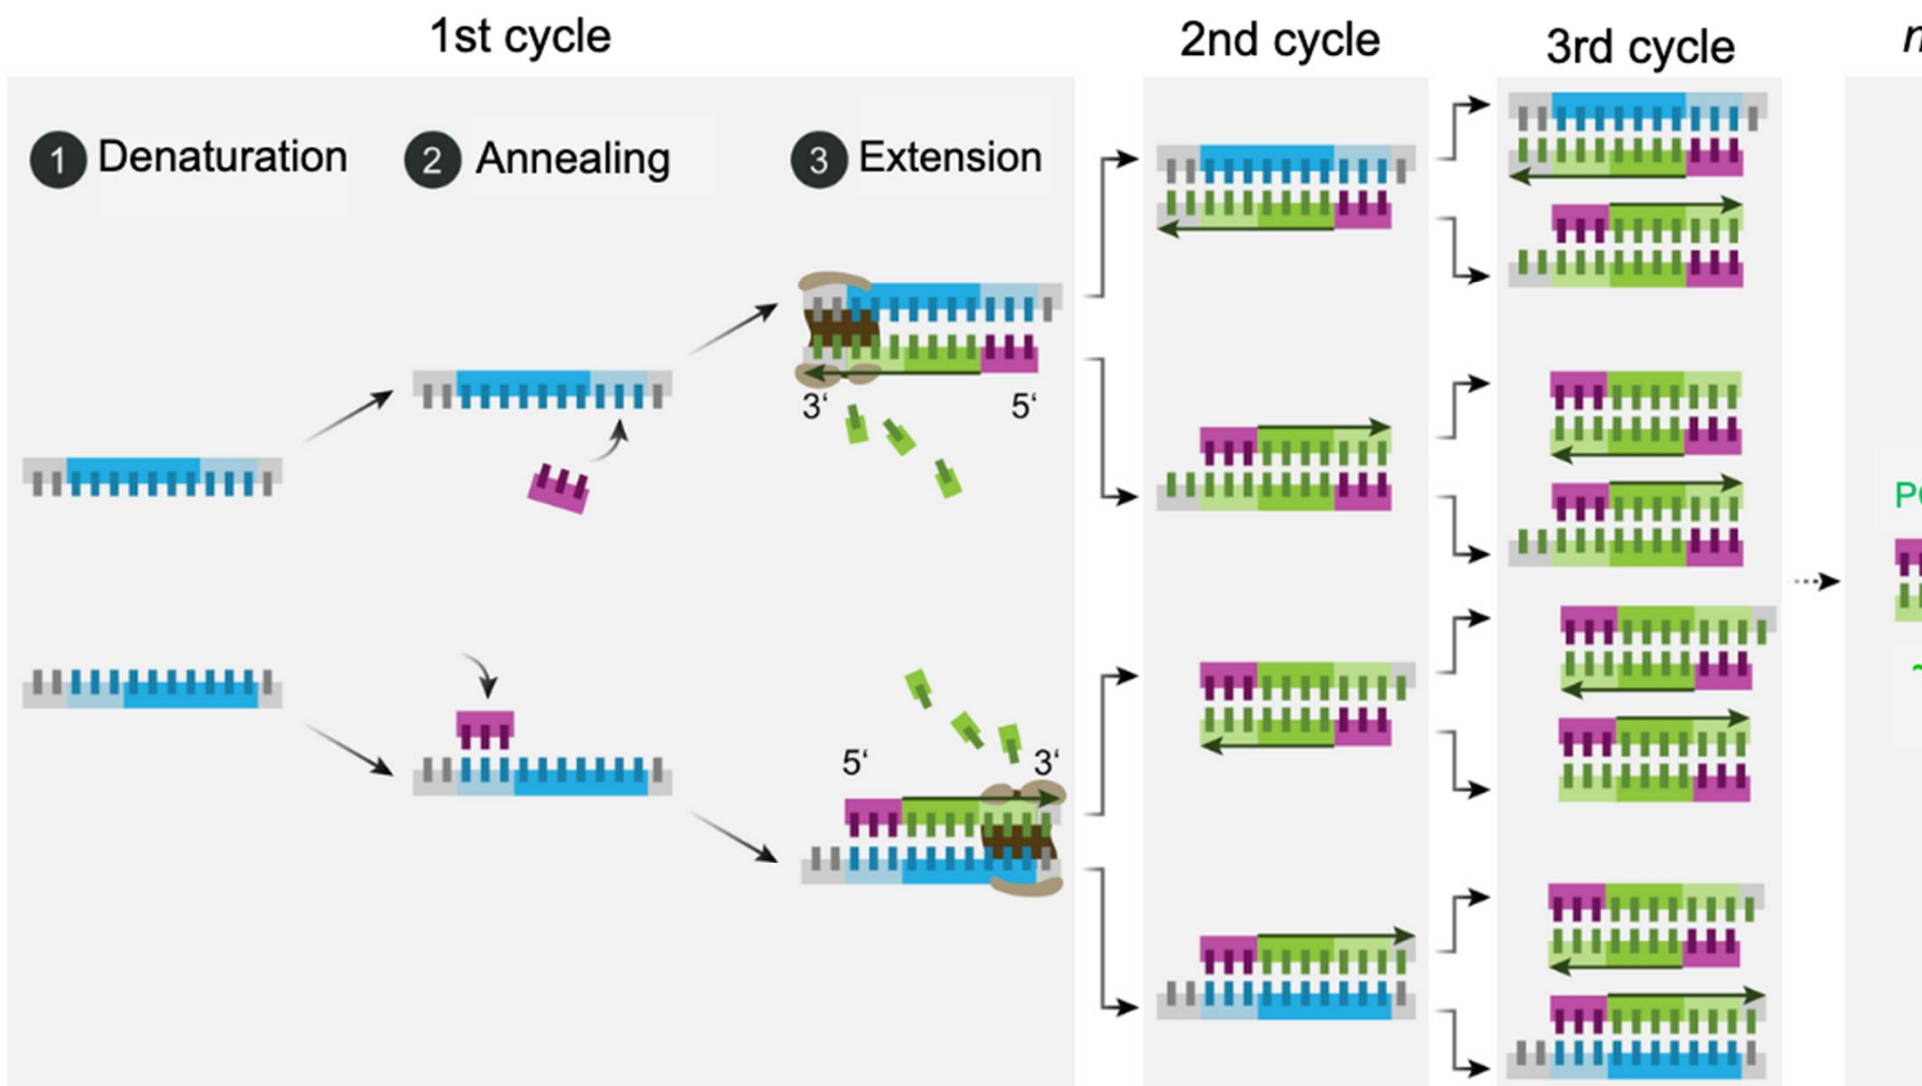 1st cycle
2nd cycle
3rd cycle
1 Denaturation
2 Annealing
3 Extension
3‘
5‘
5‘
3‘